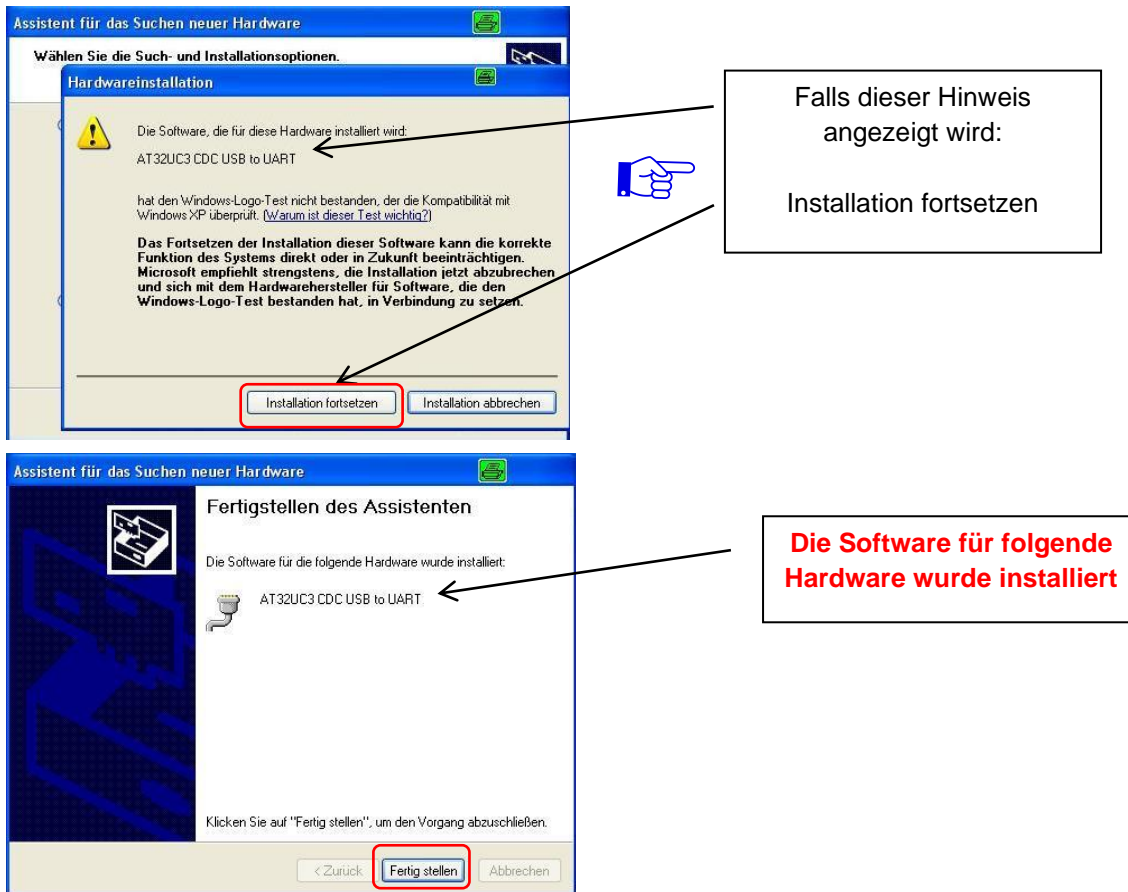 Assistent für das Suchen neuer Hardware
Wählen Sie die Such- und Installationsoptionen.
Hardwareinstallation
Die Software, die für diese Hardware installiert wird:
AT32UC3 CDC USB to UART
hat den Windows-Logo-Test nicht bestanden, der die Kompatibilität mit
Windows XP überprüft. (Warum ist dieser Test wichtig?)
Das Fortsetzen der Installation dieser Software kann die korrekte
Funktion des Systems direkt oder in Zukunft beeinträchtigen.
Microsoft empfiehlt strengstens, die Installation jetzt abzubrechen
und sich mit dem Hardwarehersteller für Software, die den
Windows-Logo-Test bestanden hat, in Verbindung zu setzen.
Installation fortsetzen
Installation abbrechen
Falls dieser Hinweis
angezeigt wird:
Installation fortsetzen
Assistent für das Suchen neuer Hardware
Fertigstellen des Assistenten
Die Software für die folgende Hardware wurde installiert:
AT32UC3 CDC USB to UART
Klicken Sie auf "Fertig stellen", um den Vorgang abzuschließen.
< Zurück
Fertig stellen
Abbrechen
Die Software für folgende
Hardware wurde installiert